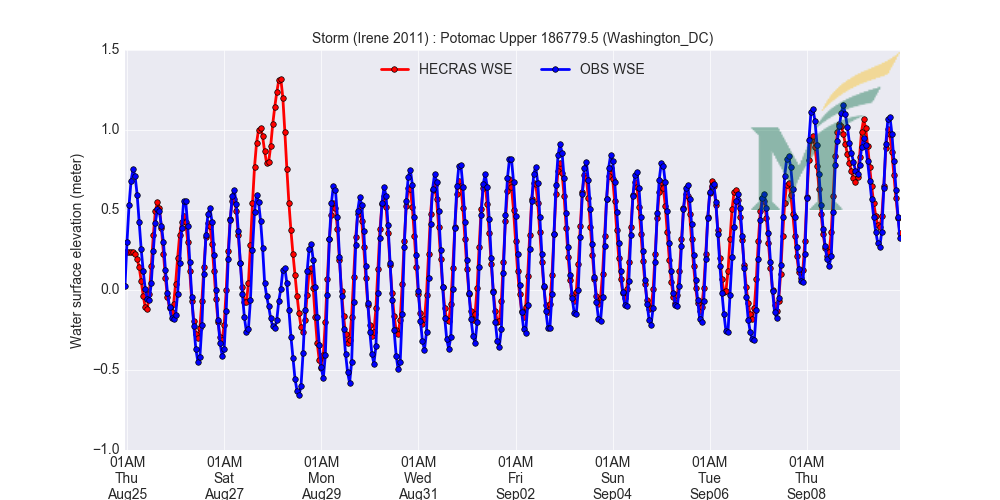 Storm (Irene 2011) : Potomac Upper 186779.5 (Washington_DC)
HECRAS WSE
OBS WSE
Water surface elevation (meter)
1.5
1.0
0.5
0.0
−0.5
−1.0
01AM 01AM 01AM 01AM 01AM 01AM 01AM 01AM
Thu Sat Mon Wed Fri Sun Tue Thu
Aug25 Aug27 Aug29 Aug31 Sep02 Sep04 Sep06 Sep08
M